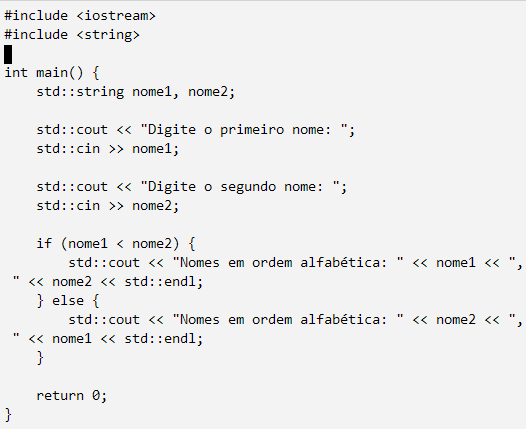 #include <iostream>
#include <string>
int main() {
    std::string nome1, nome2;
    std::cout << "Digite o primeiro nome: ";
    std::cin >> nome1;
    std::cout << "Digite o segundo nome: ";
    std::cin >> nome2;
    if (nome1 < nome2) {
        std::cout << "Nomes em ordem alfabética: " << nome1 << ",
 " << nome2 << std::endl;
    } else {
        std::cout << "Nomes em ordem alfabética: " << nome2 << ",
 " << nome1 << std::endl;
    }
    return 0;
}